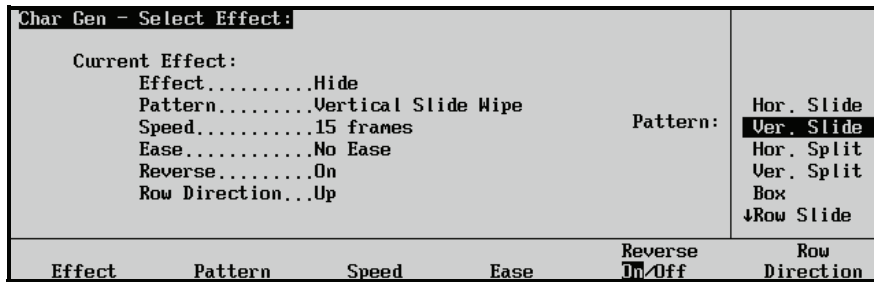 Char Gen - Select Effect:
Current Effect:
Effect..........Hide
Pattern.........Vertical Slide Wipe
Speed...........15 frames
Ease............No Ease
Reverse.........On
Row Direction...Up
Pattern:
Hor. Slide
Ver. Slide
Hor. Split
Ver. Split
Box
↓Row Slide
Effect
Pattern
Speed
Ease
Reverse
On/Off
Row
Direction